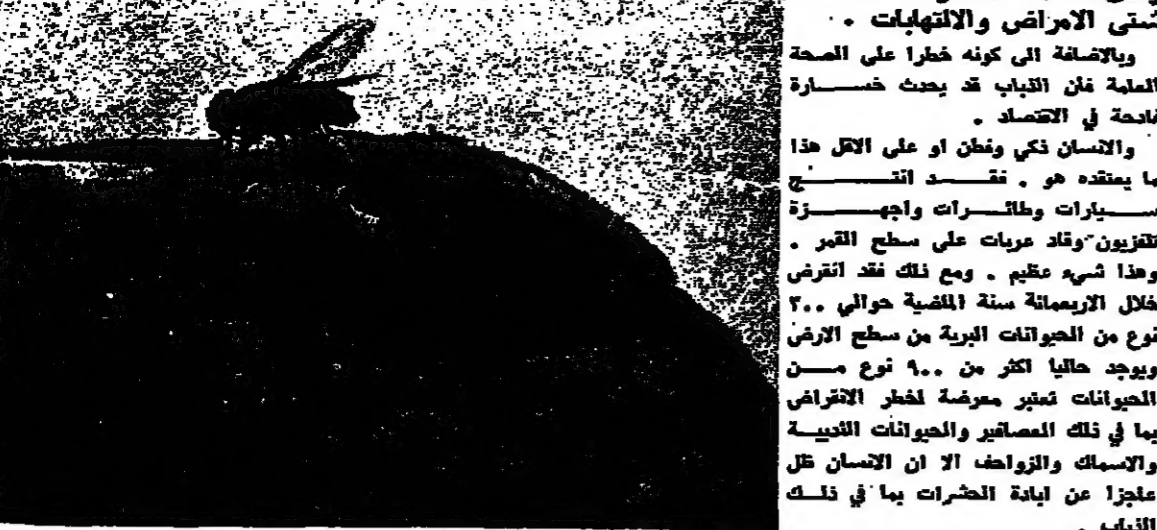 شتى الامراض والالتهابات .
وبالاضافة الى كونه خطرا على الصحة
العامة فأن الذباب قد يحدث خسارة
فادحة في الاقتصاد .
والانسان ذكي وفطن او على الاقل هذا
ما يعتقده هو . فقد انتج
سيارات وطائرات واجهزة
تلفزيون وقاد عربات على سطح القمر .
وهذا شيء عظيم . ومع ذلك فقد انقرض
خلال الاربعمائة سنة الماضية حوالي ٢٠٠
نوع من الحيوانات البرية من سطح الارض
ويوجد حاليا اكثر من ٩٠٠ نوع من
الحيوانات تعتبر معرضة لخطر الانقراض
بما في ذلك العصافير والحيوانات الثديية
والاسماك والزواحف الا ان الانسان ظل
عاجزا عن ابادة الحشرات بما في ذلك
الذباب .